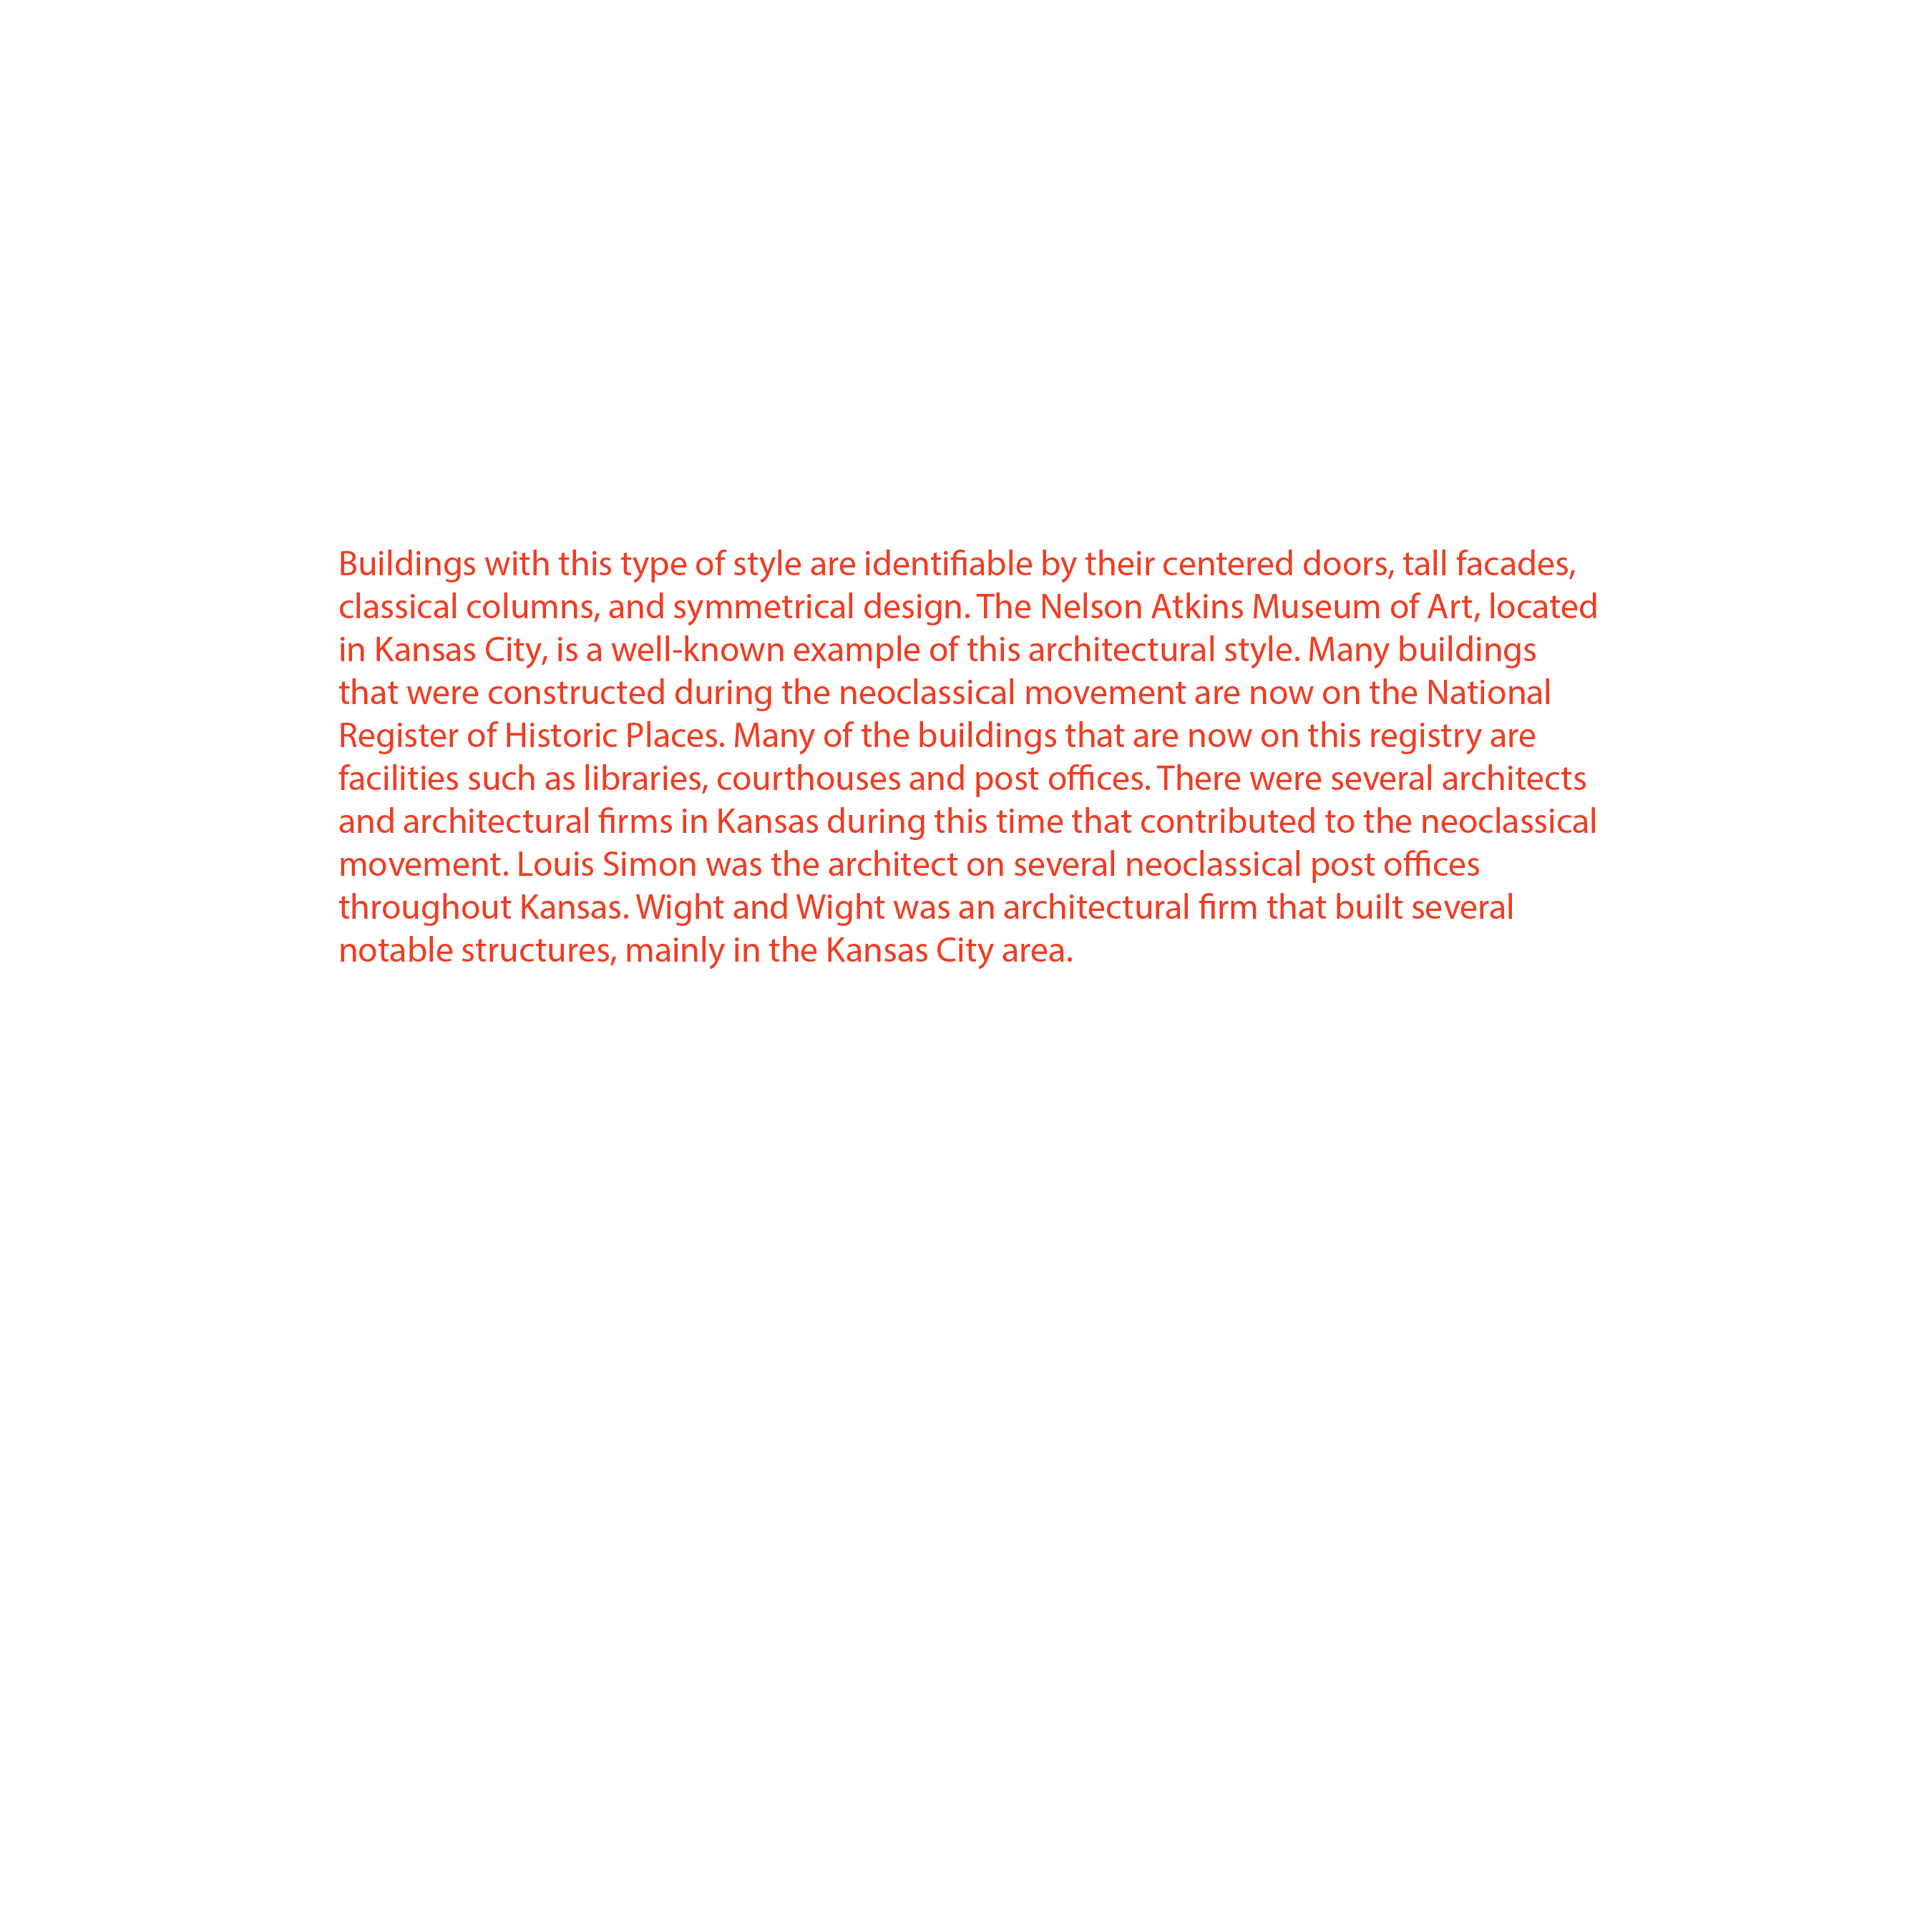 Buildings with this type of style are identifiable by their centered doors, tall facades,
classical columns, and symmetrical design. The Nelson Atkins Museum of Art, located
in Kansas City, is a well-known example of this architectural style. Many buildings
that were constructed during the neoclassical movement are now on the National
Register of Historic Places. Many of the buildings that are now on this registry are
facilities such as libraries, courthouses and post offices. There were several architects
and architectural firms in Kansas during this time that contributed to the neoclassical
movement. Louis Simon was the architect on several neoclassical post offices
throughout Kansas. Wight and Wight was an architectural firm that built several
notable structures, mainly in the Kansas City area.